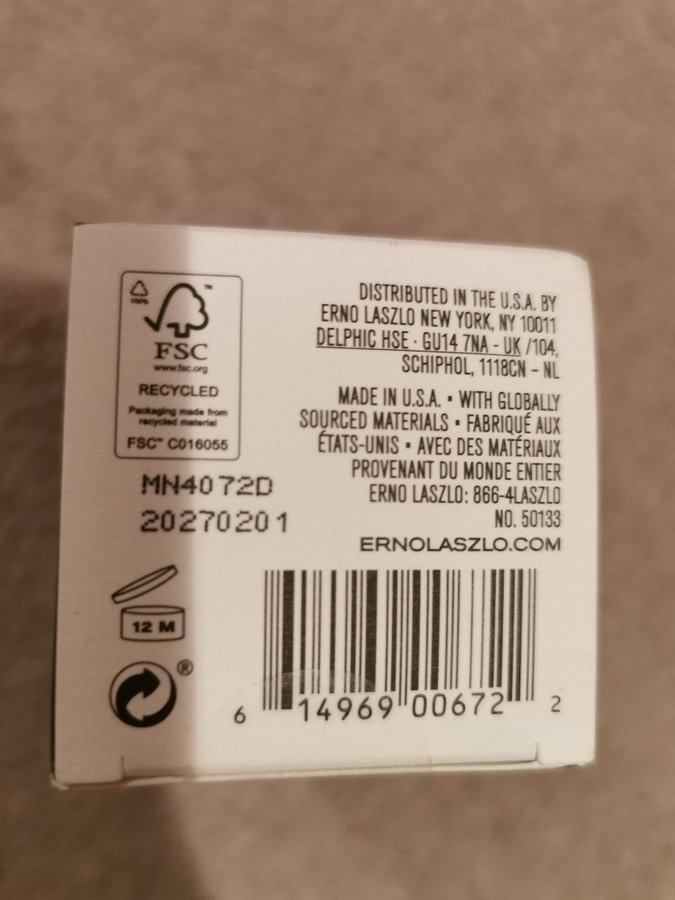 100%
™
FSC
www.fsc.org
RECYCLED
Packaging made from
recycled material
FSC™ C016055
MN4072D
20270201
12 M
®
DISTRIBUTED IN THE U.S.A. BY
ERNO LASZLO NEW YORK, NY 10011
DELPHIC HSE · GU14 7NA - UK /104,
SCHIPHOL, 1118CN – NL
MADE IN U.S.A. ▪ WITH GLOBALLY
SOURCED MATERIALS ▪ FABRIQUÉ AUX
ÉTATS-UNIS ▪ AVEC DES MATÉRIAUX
PROVENANT DU MONDE ENTIER
ERNO LASZLO: 866-4LASZLO
NO. 50133
ERNOLASZLO.COM
6 14969 00672 2